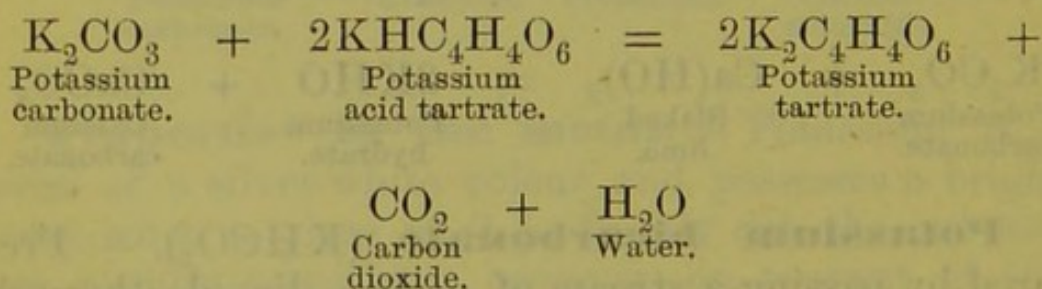 K₂CO₃ + 2KHC₄H₄O₆ = 2K₂C₄H₄O₆ +
Potassium Potassium Potassium
carbonate. acid tartrate. tartrate.
CO₂ + H₂O
Carbon Water.
dioxide.